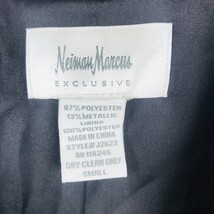 Neiman Marcus
EXCLUSIVE
87% POLYESTER
13% METALLIC
LINING
100% POLYESTER
MADE IN CHINA
STYLE# J2622
RN 114245
DRY CLEAN ONLY
SMALL